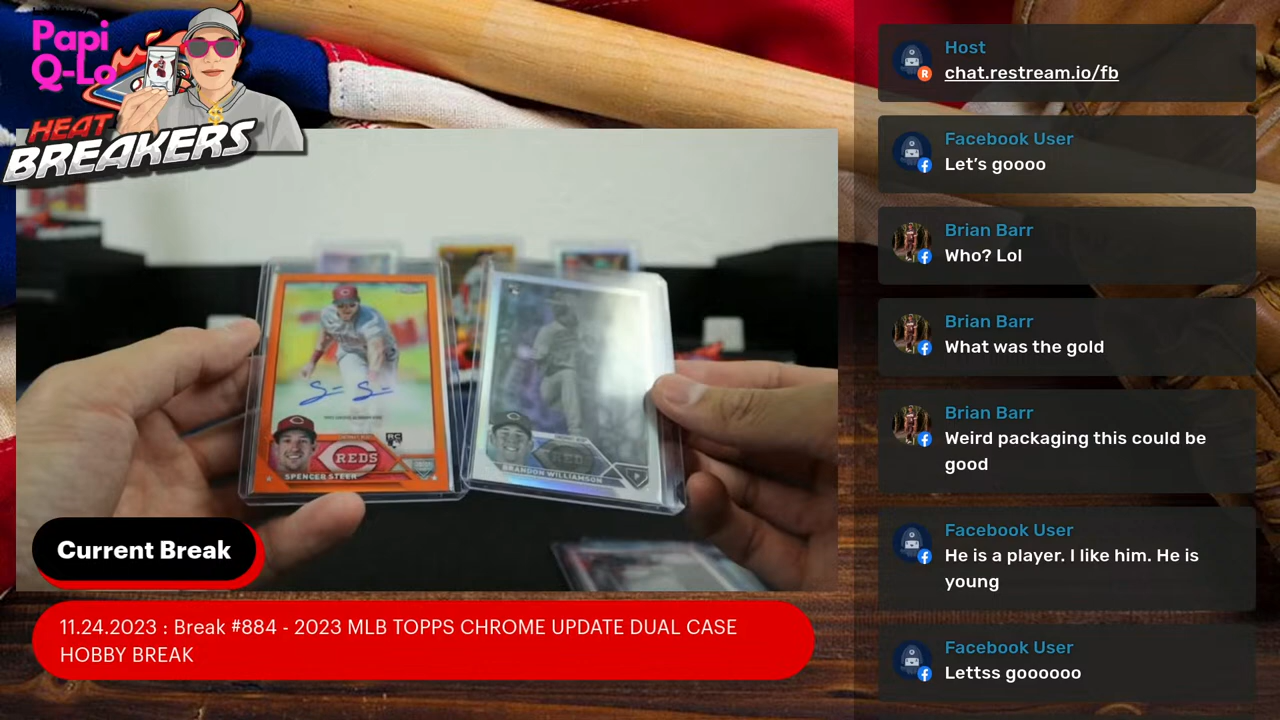 Papi
Q-Lo
HEAT
BREAKERS
REDS
RC
SPENCER STEER
RED
BRANDON WILLIAMSON
Current Break
11.24.2023 : Break #884 - 2023 MLB TOPPS CHROME UPDATE DUAL CASE
HOBBY BREAK
Host
chat.restream.io/fb
Facebook User
Let’s goooo
Brian Barr
Who? Lol
Brian Barr
What was the gold
Brian Barr
Weird packaging this could be
good
Facebook User
He is a player. I like him. He is
young
Facebook User
Lettss goooooo